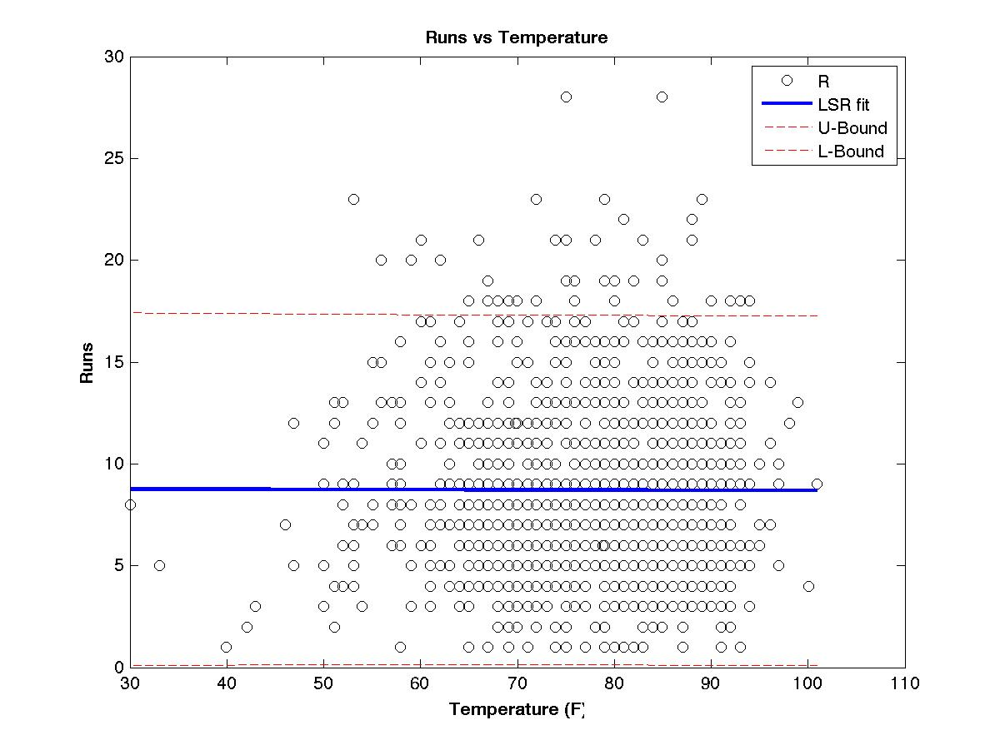 Runs vs Temperature
30
25
20
15
10
5
0
Runs
R
LSR fit
U-Bound
L-Bound
30 40 50 60 70 80 90 100 110
Temperature (F)